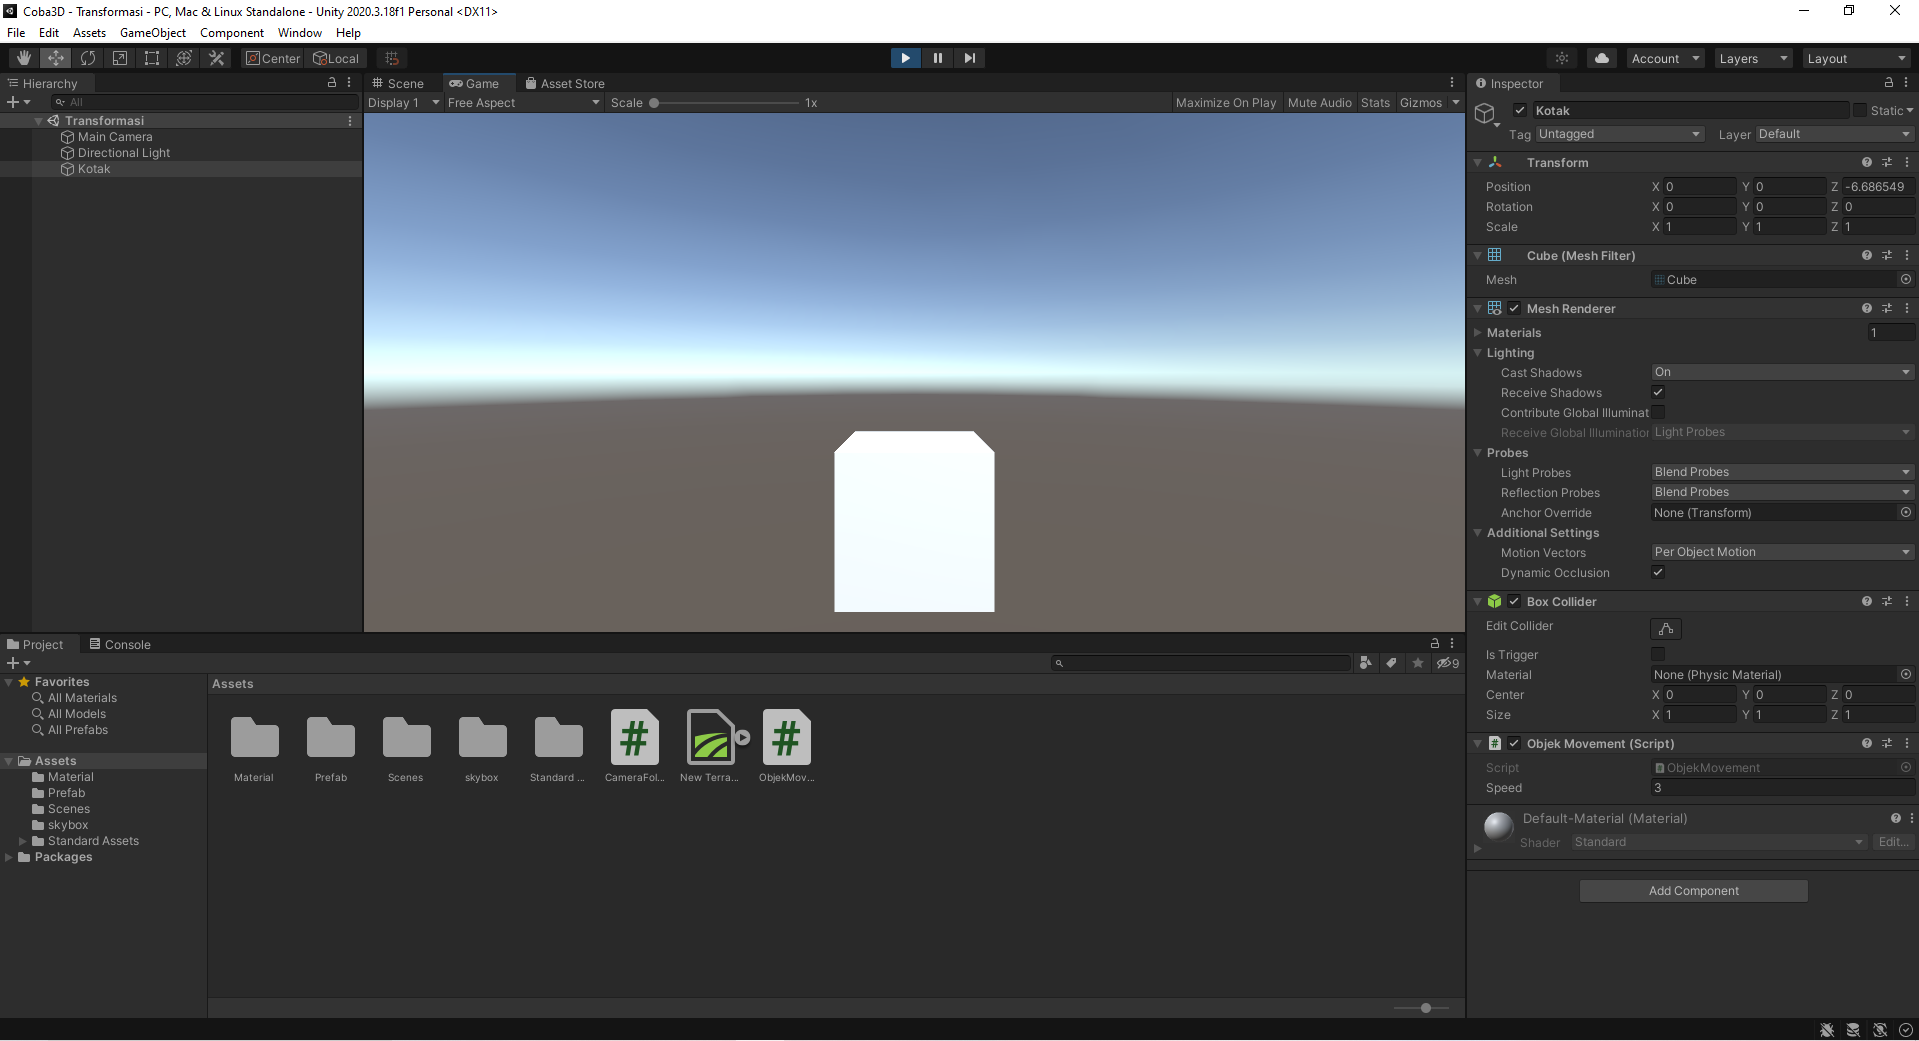 Coba3D - Transformasi - PC, Mac & Linux Standalone - Unity 2020.3.18f1 Personal <DX11>
File Edit Assets GameObject Component Window Help
Center Local Account Layers Layout
Hierarchy
All
Transformasi
Main Camera
Directional Light
Kotak
Scene Game Asset Store
Display 1 Free Aspect Scale 1x Maximize On Play Mute Audio Stats Gizmos
Inspector
Kotak Static
Tag Untagged Layer Default
Transform
Position X 0 Y 0 Z -6.686549
Rotation X 0 Y 0 Z 0
Scale X 1 Y 1 Z 1
Cube (Mesh Filter)
Mesh Cube
Mesh Renderer
Materials 1
Lighting
Cast Shadows On
Receive Shadows
Contribute Global Illuminat
Receive Global Illumination Light Probes
Probes
Light Probes Blend Probes
Reflection Probes Blend Probes
Anchor Override None (Transform)
Additional Settings
Motion Vectors Per Object Motion
Dynamic Occlusion
Box Collider
Edit Collider
Is Trigger
Material None (Physic Material)
Center X 0 Y 0 Z 0
Size X 1 Y 1 Z 1
# Objek Movement (Script)
Script ObjekMovement
Speed 3
Default-Material (Material)
Shader Standard Edit...
Add Component
Project Console
9
Favorites
All Materials
All Models
All Prefabs
Assets
Material
Prefab
Scenes
skybox
Standard Assets
Packages
Assets
# #
Material Prefab Scenes skybox Standard ... CameraFol... New Terra... ObjekMov...